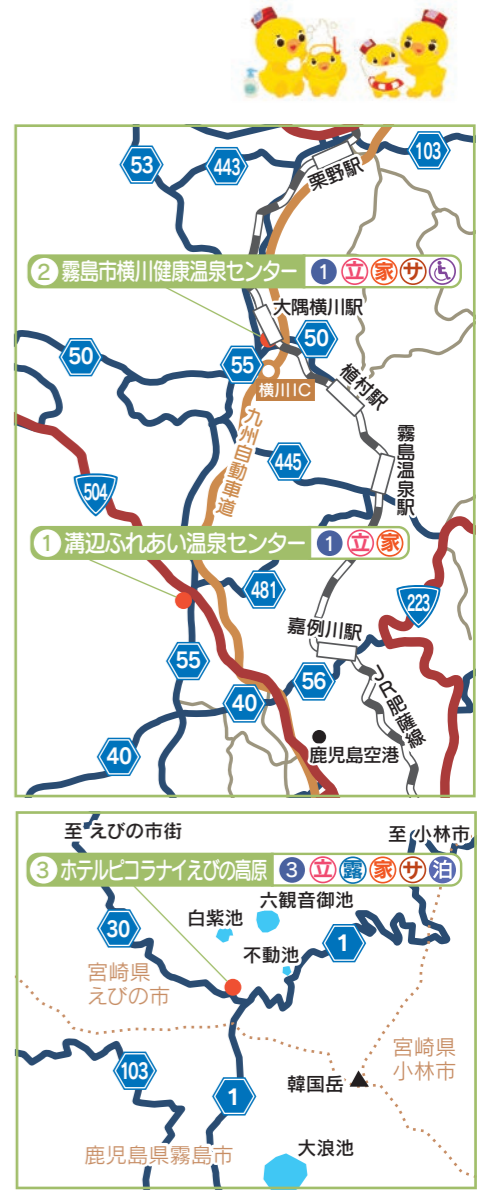 53
443
栗野駅
103
② 霧島市横川健康温泉センター 1 立 家 サ
大隅横川駅
50
50
55
横川IC
植村駅
九州自動車道
霧島温泉駅
445
504
① 溝辺ふれあい温泉センター 1 立 家
481
223
嘉例川駅
55
56
40
JR肥薩線
40
鹿児島空港
至 えびの市街
至 小林市
③ ホテルピコラナイえびの高原 3 立 露 家 サ 泊
六観音御池
白紫池
30
1
不動池
宮崎県
えびの市
宮崎県
小林市
103
韓国岳
1
鹿児島県霧島市
大浪池